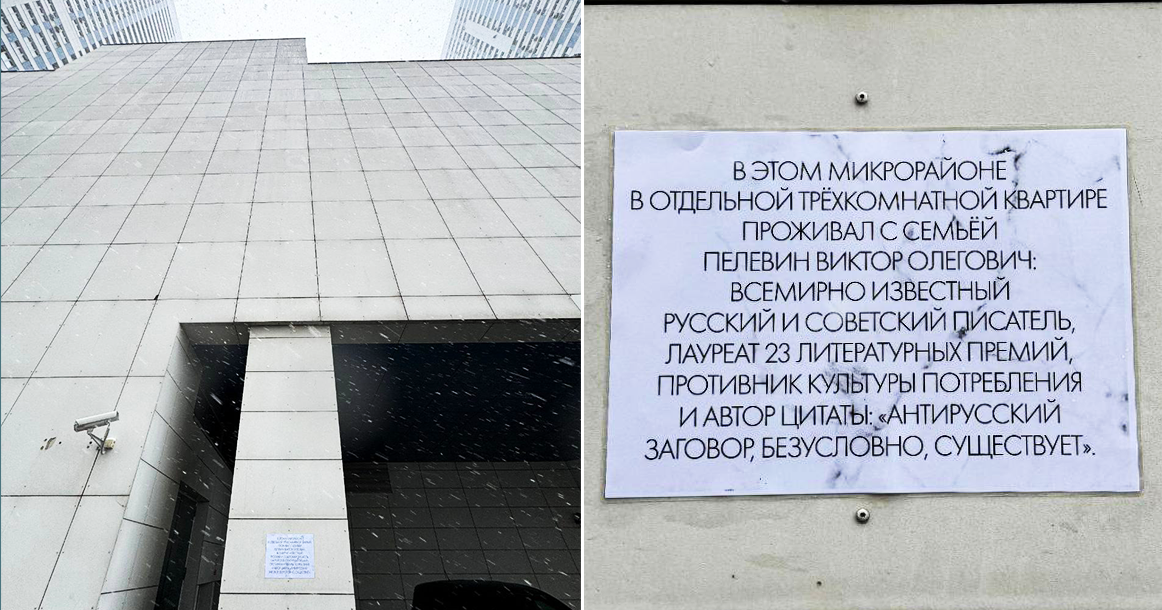 В ЭТОМ МИКРОРАЙОНЕ
В ОТДЕЛЬНОЙ ТРЁХКОМНАТНОЙ КВАРТИРЕ
ПРОЖИВАЛ С СЕМЬЁЙ
ПЕЛЕВИН ВИКТОР ОЛЕГОВИЧ:
ВСЕМИРНО ИЗВЕСТНЫЙ
РУССКИЙ И СОВЕТСКИЙ ПИСАТЕЛЬ,
ЛАУРЕАТ 23 ЛИТЕРАТУРНЫХ ПРЕМИЙ,
ПРОТИВНИК КУЛЬТУРЫ ПОТРЕБЛЕНИЯ
И АВТОР ЦИТАТЫ: «АНТИРУССКИЙ
ЗАГОВОР, БЕЗУСЛОВНО, СУЩЕСТВУЕТ».